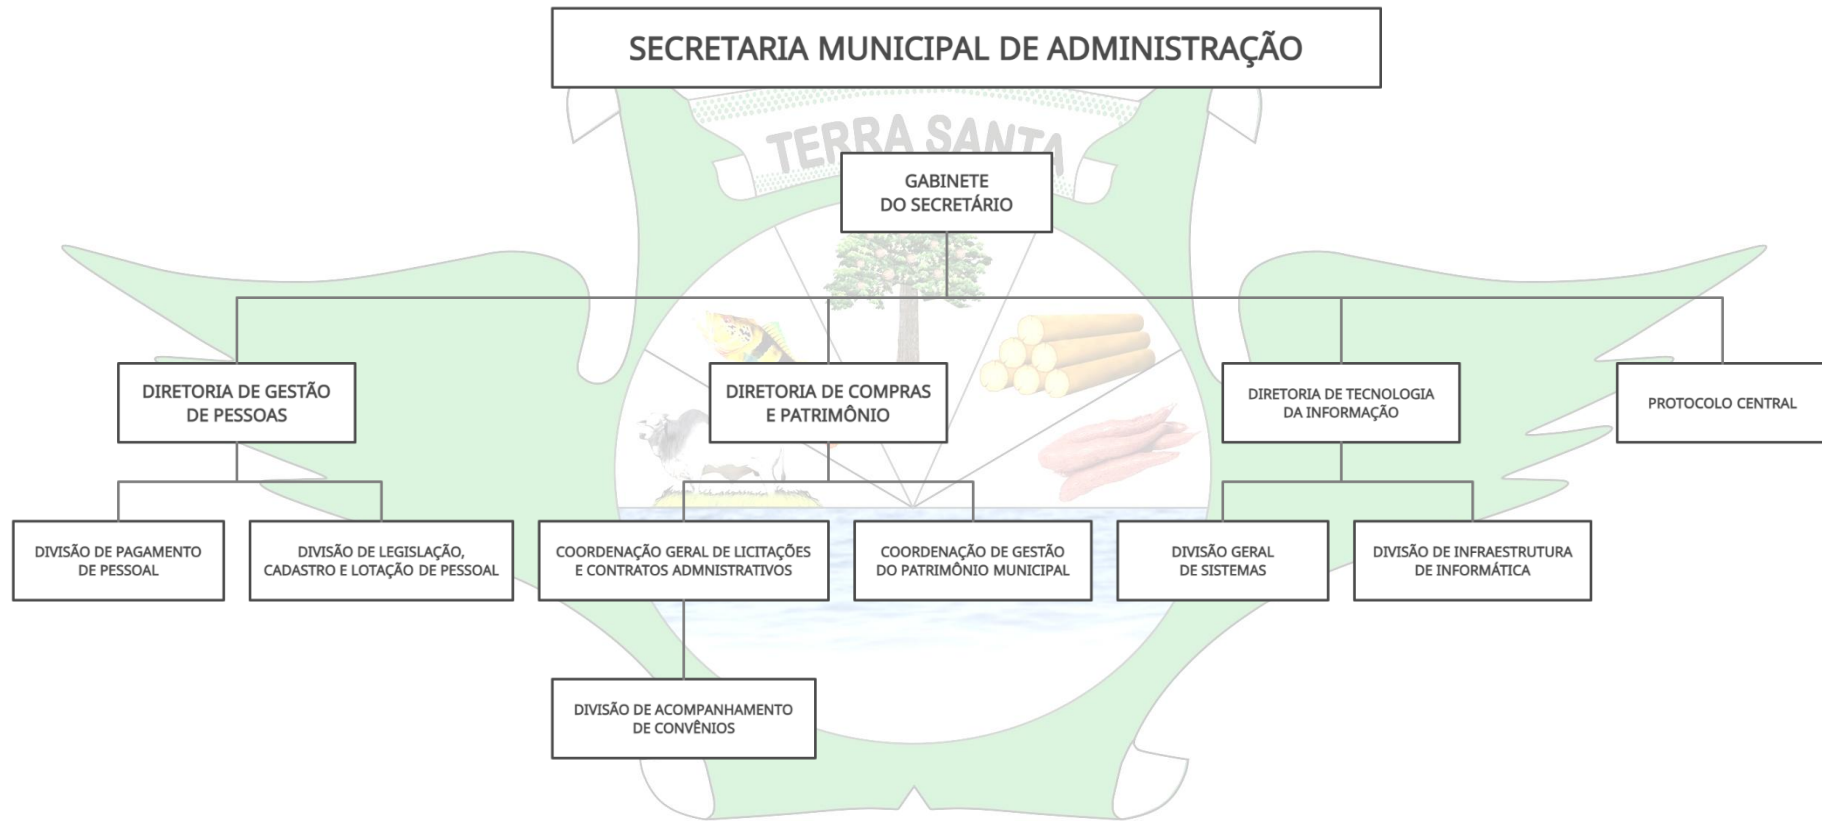 SECRETARIA MUNICIPAL DE ADMINISTRAÇÃO
TERRA SANTA
GABINETE
DO SECRETÁRIO
DIRETORIA DE GESTÃO
DE PESSOAS
DIRETORIA DE COMPRAS
E PATRIMÔNIO
DIRETORIA DE TECNOLOGIA
DA INFORMAÇÃO
PROTOCOLO CENTRAL
DIVISÃO DE PAGAMENTO
DE PESSOAL
DIVISÃO DE LEGISLAÇÃO,
CADASTRO E LOTAÇÃO DE PESSOAL
COORDENAÇÃO GERAL DE LICITAÇÕES
E CONTRATOS ADMNISTRATIVOS
COORDENAÇÃO DE GESTÃO
DO PATRIMÔNIO MUNICIPAL
DIVISÃO GERAL
DE SISTEMAS
DIVISÃO DE INFRAESTRUTURA
DE INFORMÁTICA
DIVISÃO DE ACOMPANHAMENTO
DE CONVÊNIOS